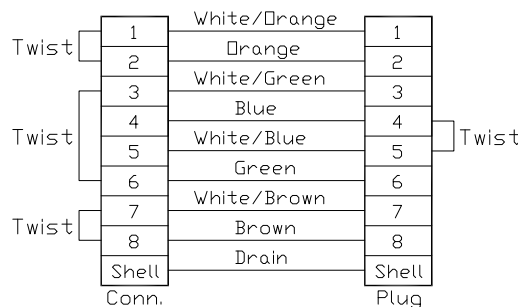 White/Orange
1 1
Twist Orange
2 2
White/Green
3 3
Blue
4 4
Twist White/Blue Twist
5 5
Green
6 6
White/Brown
7 7
Twist Brown
8 8
Drain
Shell Shell
Conn. Plug